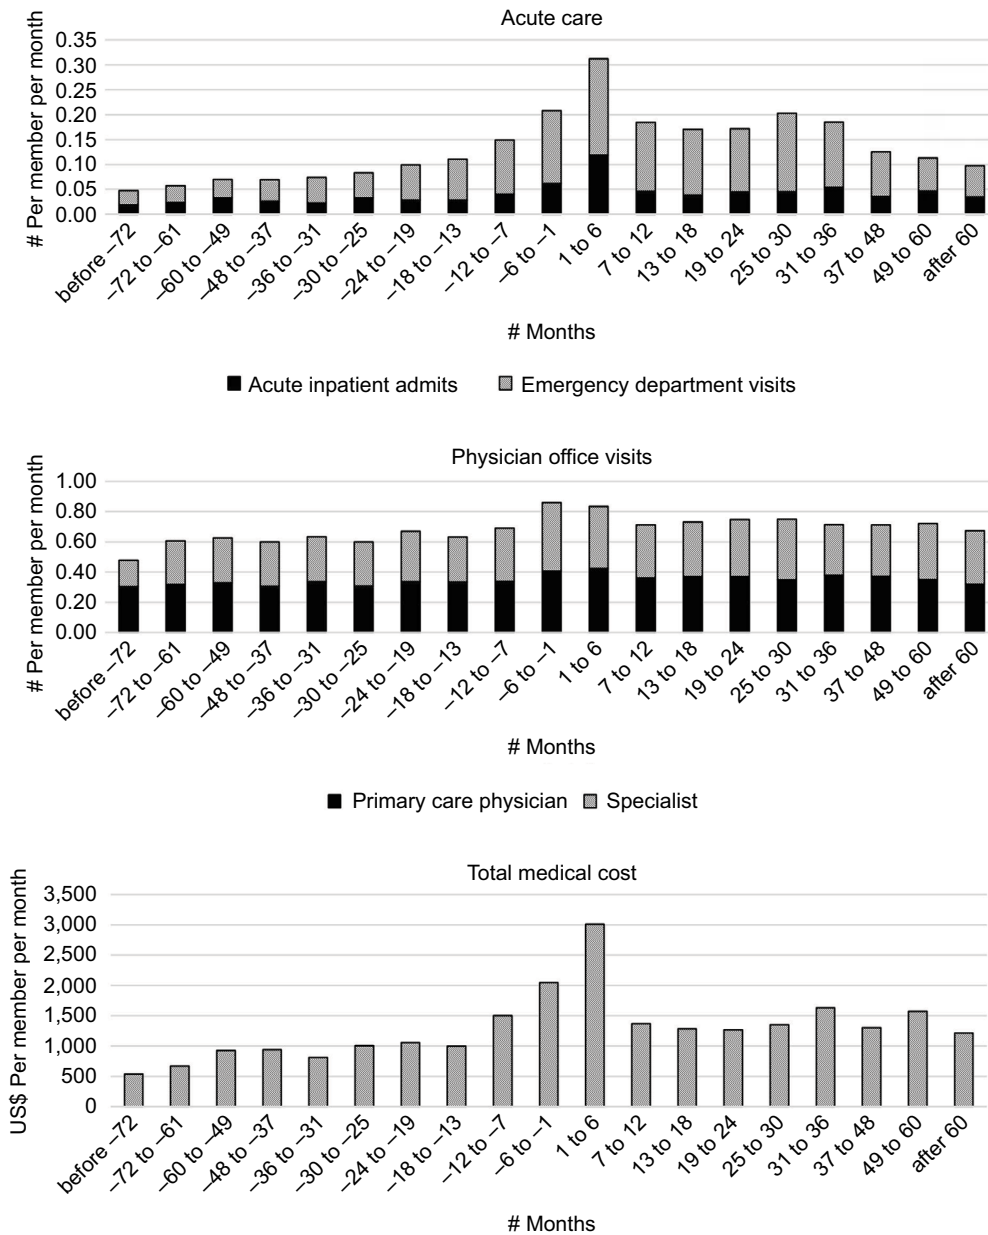 Acute care
# Per member per month
0.35
0.30
0.25
0.20
0.15
0.10
0.05
0.00
before –72
–72 to –61
–60 to –49
–48 to –37
–36 to –31
–30 to –25
–24 to –19
–18 to –13
–12 to –7
–6 to –1
1 to 6
7 to 12
13 to 18
19 to 24
25 to 30
31 to 36
37 to 48
49 to 60
after 60
# Months
Acute inpatient admits Emergency department visits
Physician office visits
# Per member per month
1.00
0.80
0.60
0.40
0.20
0.00
before –72
–72 to –61
–60 to –49
–48 to –37
–36 to –31
–30 to –25
–24 to –19
–18 to –13
–12 to –7
–6 to –1
1 to 6
7 to 12
13 to 18
19 to 24
25 to 30
31 to 36
37 to 48
49 to 60
after 60
# Months
Primary care physician Specialist
Total medical cost
US$ Per member per month
3,500
3,000
2,500
2,000
1,500
1,000
500
0
before –72
–72 to –61
–60 to –49
–48 to –37
–36 to –31
–30 to –25
–24 to –19
–18 to –13
–12 to –7
–6 to –1
1 to 6
7 to 12
13 to 18
19 to 24
25 to 30
31 to 36
37 to 48
49 to 60
after 60
# Months